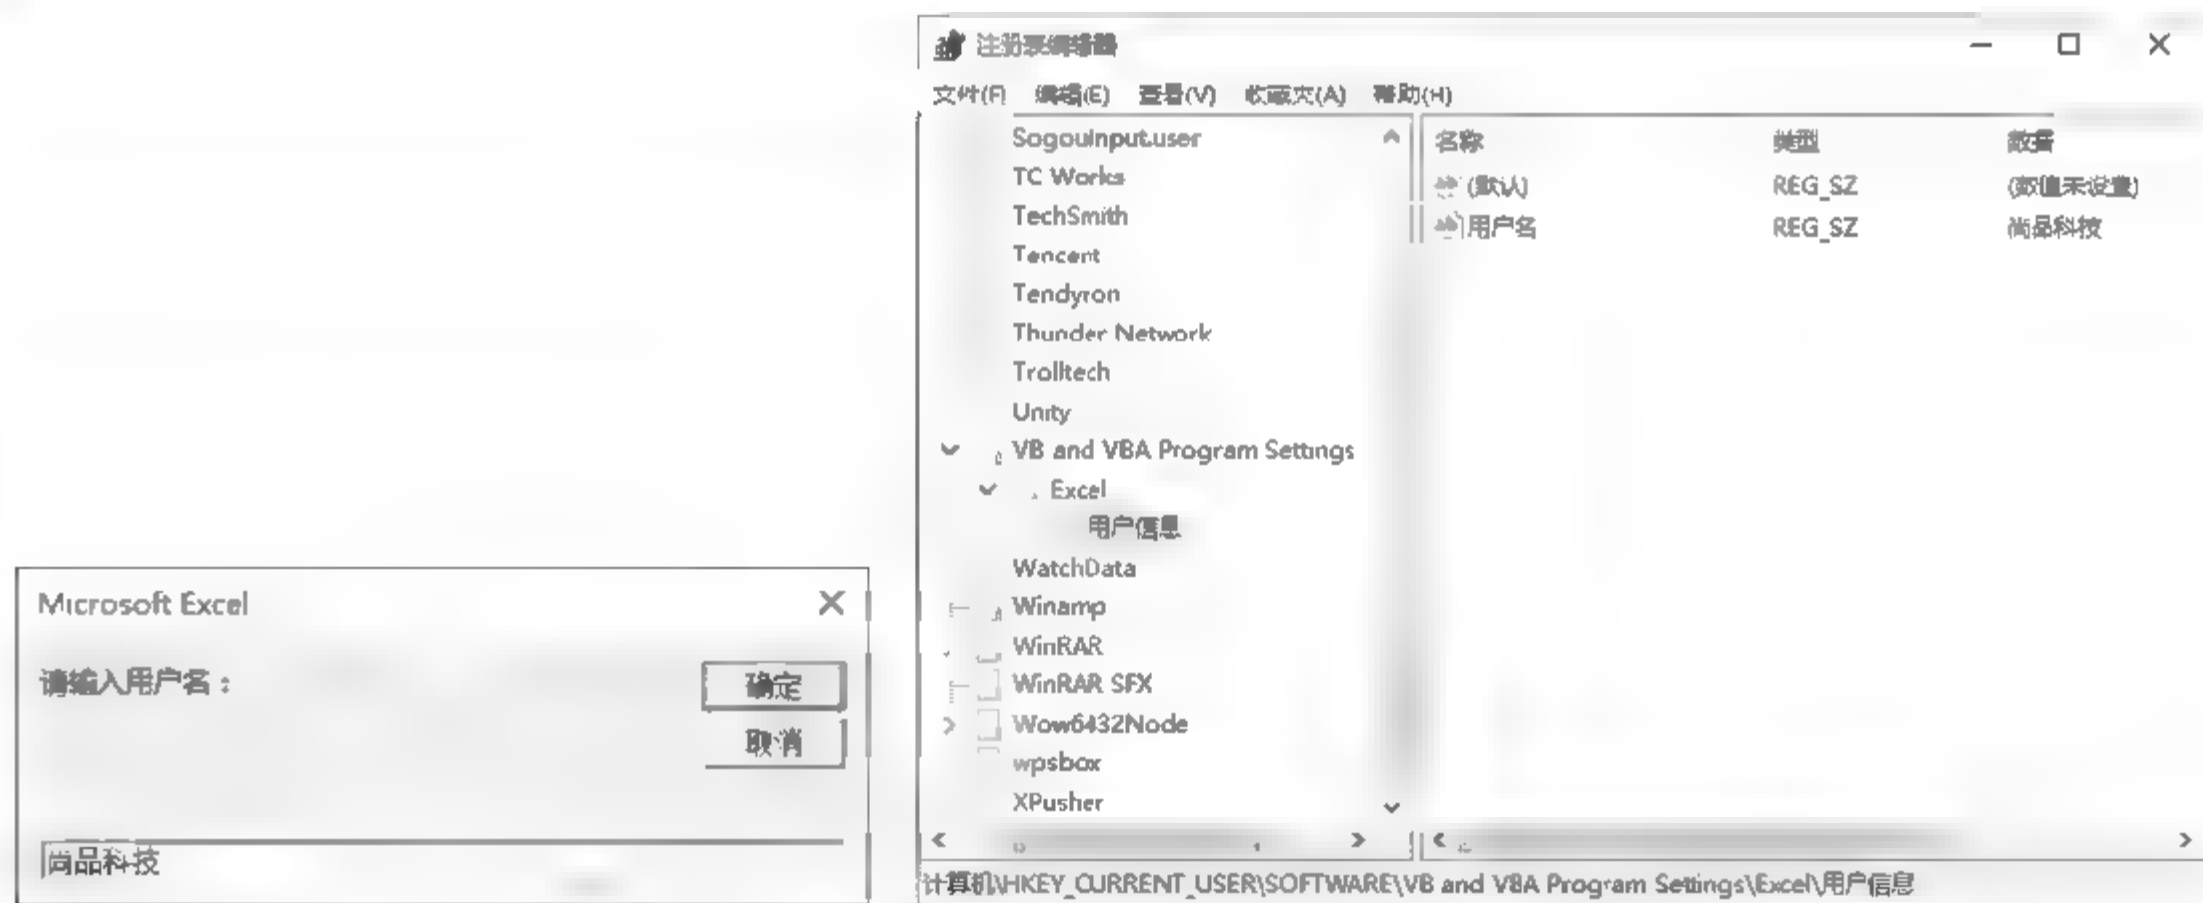 Microsoft Excel
请输入用户名：
确定
取消
尚品科技
注册表编辑器
文件(F) 编辑(E) 查看(V) 收藏夹(A) 帮助(H)
SogouInput.user
TC Works
TechSmith
Tencent
Tendyron
Thunder Network
Trolltech
Unity
VB and VBA Program Settings
Excel
用户信息
WatchData
Winamp
WinRAR
WinRAR SFX
Wow6432Node
wpsbox
XPusher
名称 类型 数据
(默认) REG_SZ (数值未设置)
用户名 REG_SZ 尚品科技
计算机\HKEY_CURRENT_USER\SOFTWARE\VB and VBA Program Settings\Excel\用户信息